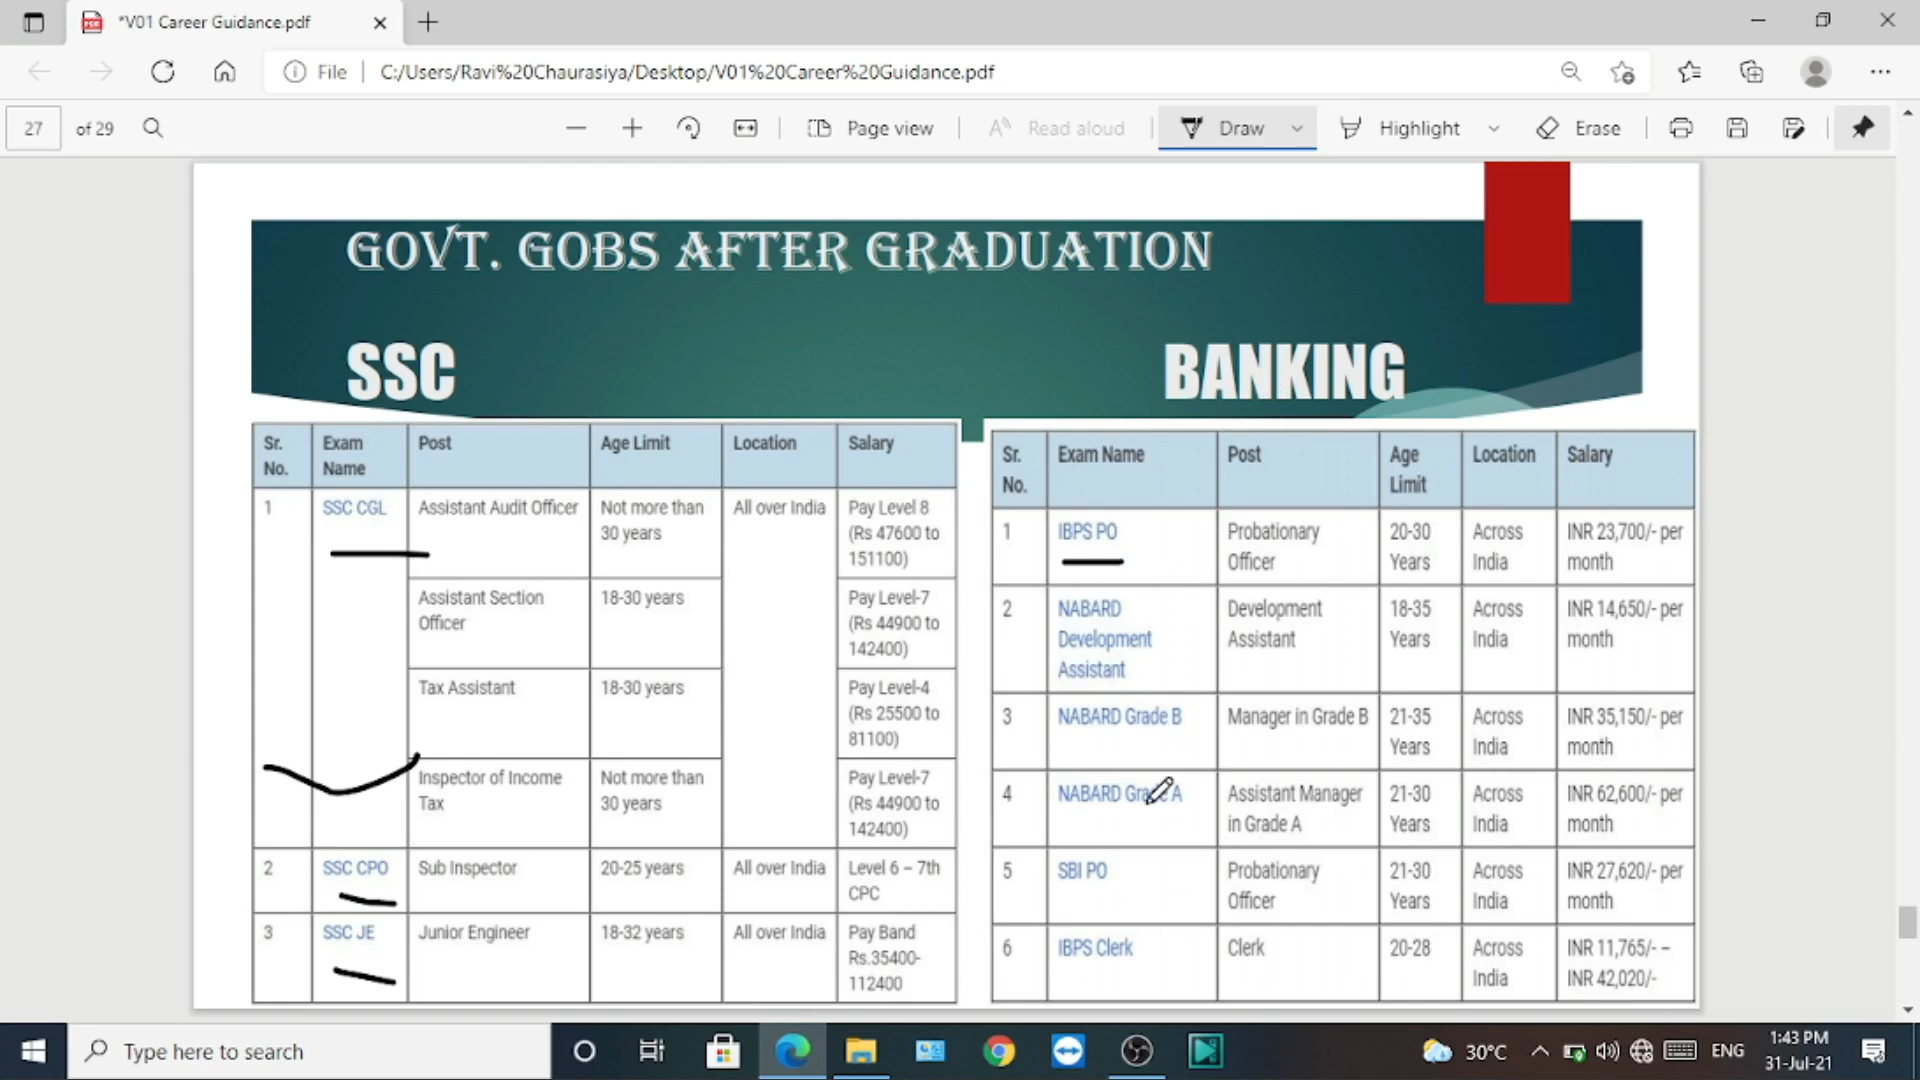 *V01 Career Guidance.pdf
File
C:/Users/Ravi%20Chaurasiya/Desktop/V01%20Career%20Guidance.pdf
27 of 29
Page view
Read aloud
Draw
Highlight
Erase
GOVT. GOBS AFTER GRADUATION
SSC
BANKING
Sr. No. Exam Name Post Age Limit Location Salary
1 SSC CGL Assistant Audit Officer Not more than 30 years All over India Pay Level 8 (Rs 47600 to 151100)
Assistant Section Officer 18-30 years Pay Level-7 (Rs 44900 to 142400)
Tax Assistant 18-30 years Pay Level-4 (Rs 25500 to 81100)
Inspector of Income Tax Not more than 30 years Pay Level-7 (Rs 44900 to 142400)
2 SSC CPO Sub Inspector 20-25 years All over India Level 6 – 7th CPC
3 SSC JE Junior Engineer 18-32 years All over India Pay Band Rs.35400-112400
Sr. No. Exam Name Post Age Limit Location Salary
1 IBPS PO Probationary Officer 20-30 Years Across India INR 23,700/- per month
2 NABARD Development Assistant Development Assistant 18-35 Years Across India INR 14,650/- per month
3 NABARD Grade B Manager in Grade B 21-35 Years Across India INR 35,150/- per month
4 NABARD Grade A Assistant Manager in Grade A 21-30 Years Across India INR 62,600/- per month
5 SBI PO Probationary Officer 21-30 Years Across India INR 27,620/- per month
6 IBPS Clerk Clerk 20-28 Across India INR 11,765/- – INR 42,020/-
Type here to search
30°C
ENG
1:43 PM
31-Jul-21